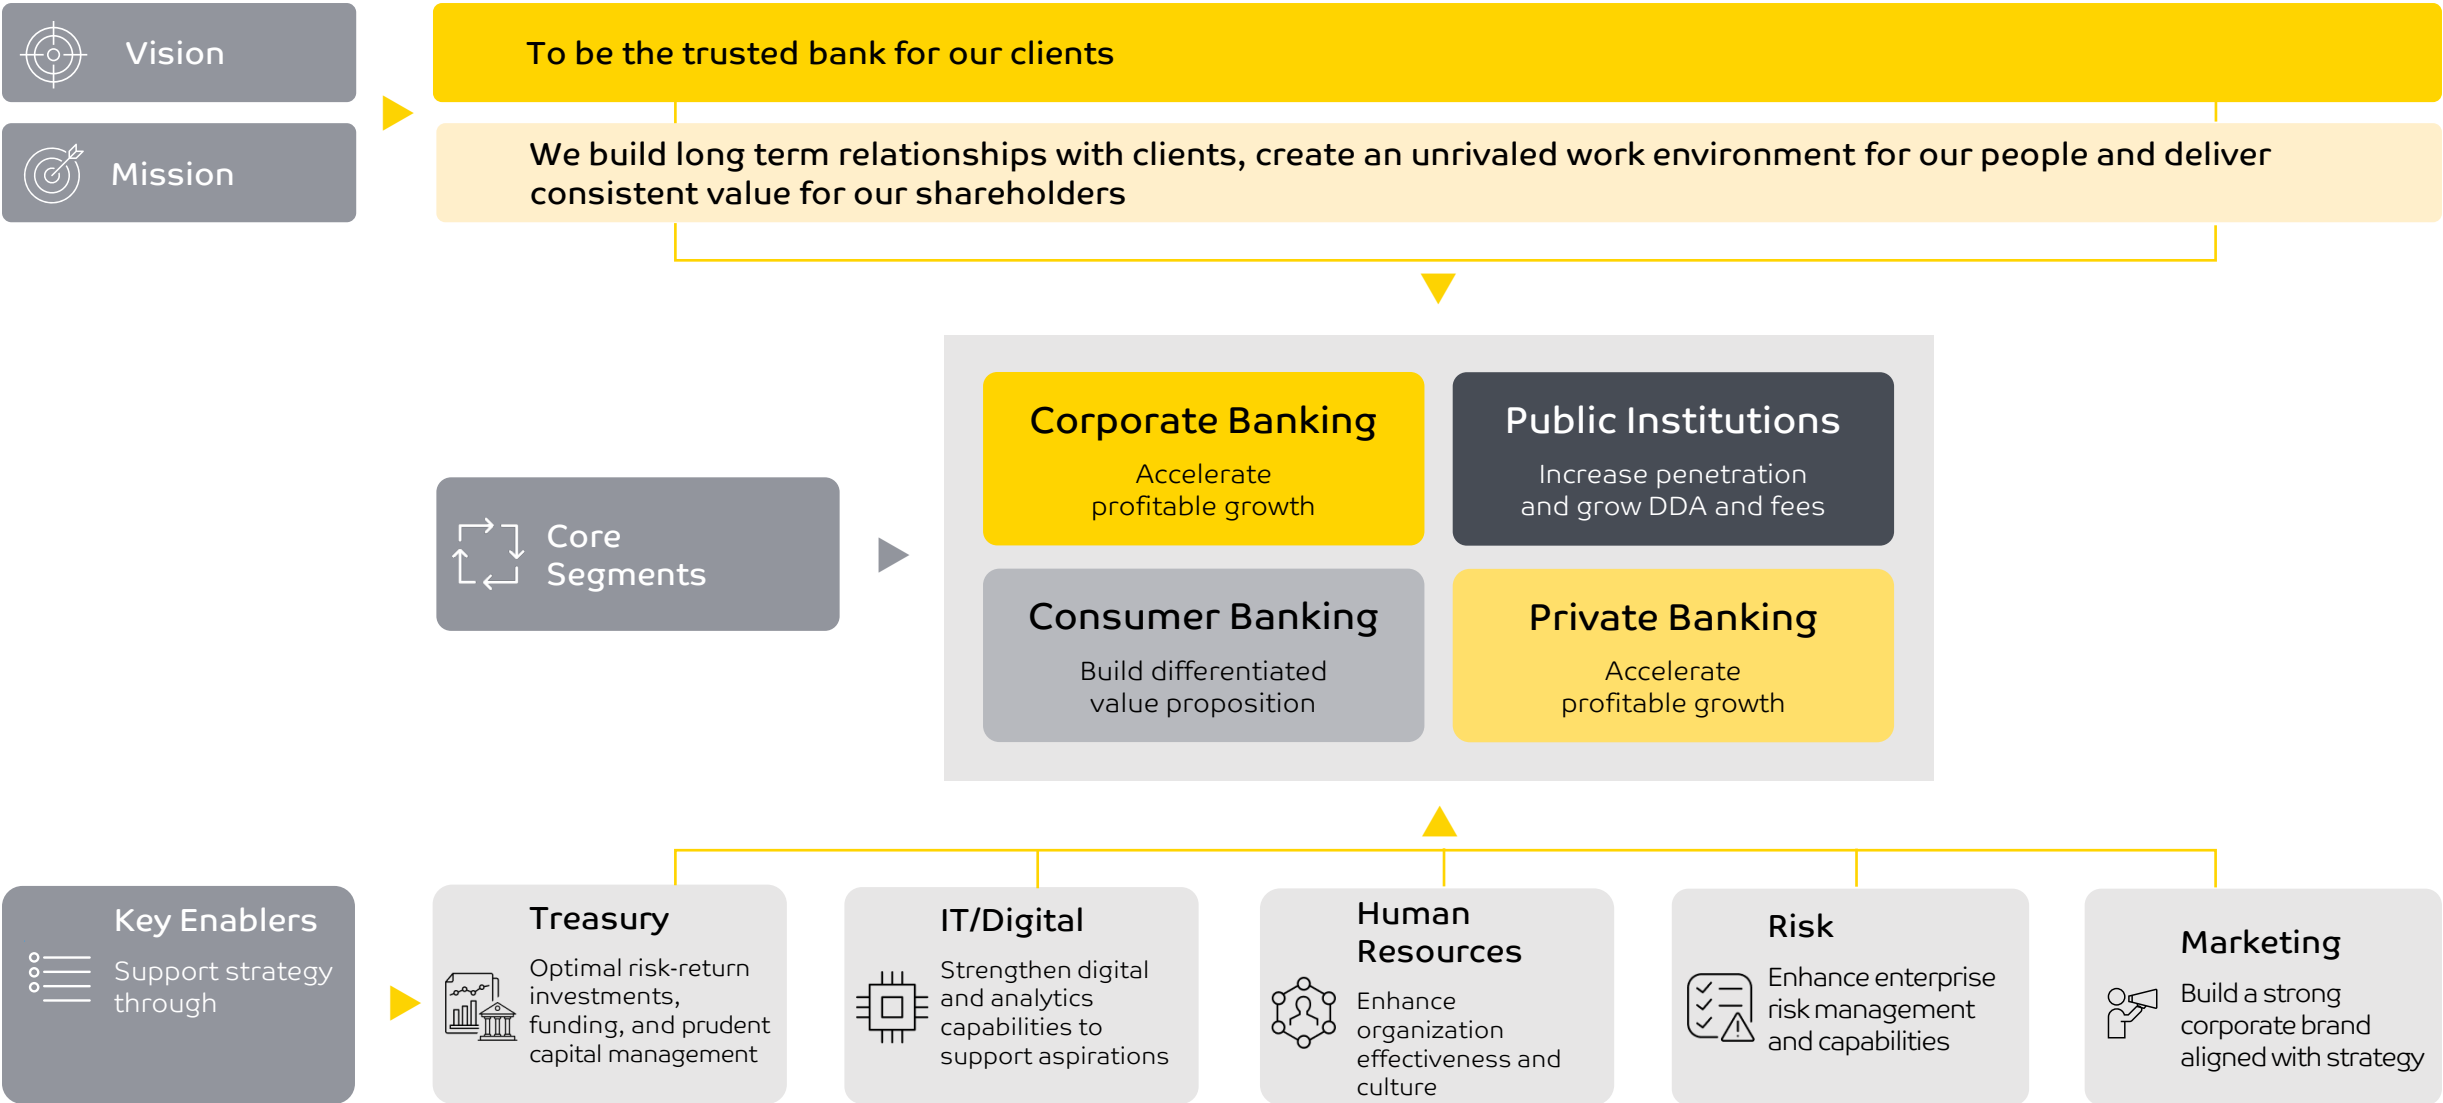 Vision
To be the trusted bank for our clients
Mission
We build long term relationships with clients, create an unrivaled work environment for our people and deliver
consistent value for our shareholders
Core
Segments
Corporate Banking
Accelerate
profitable growth
Public Institutions
Increase penetration
and grow DDA and fees
Consumer Banking
Build differentiated
value proposition
Private Banking
Accelerate
profitable growth
Key Enablers
Support strategy
through
Treasury
Optimal risk-return
investments,
funding, and prudent
capital management
IT/Digital
Strengthen digital
and analytics
capabilities to
support aspirations
Human
Resources
Enhance
organization
effectiveness and
culture
Risk
Enhance enterprise
risk management
and capabilities
Marketing
Build a strong
corporate brand
aligned with strategy